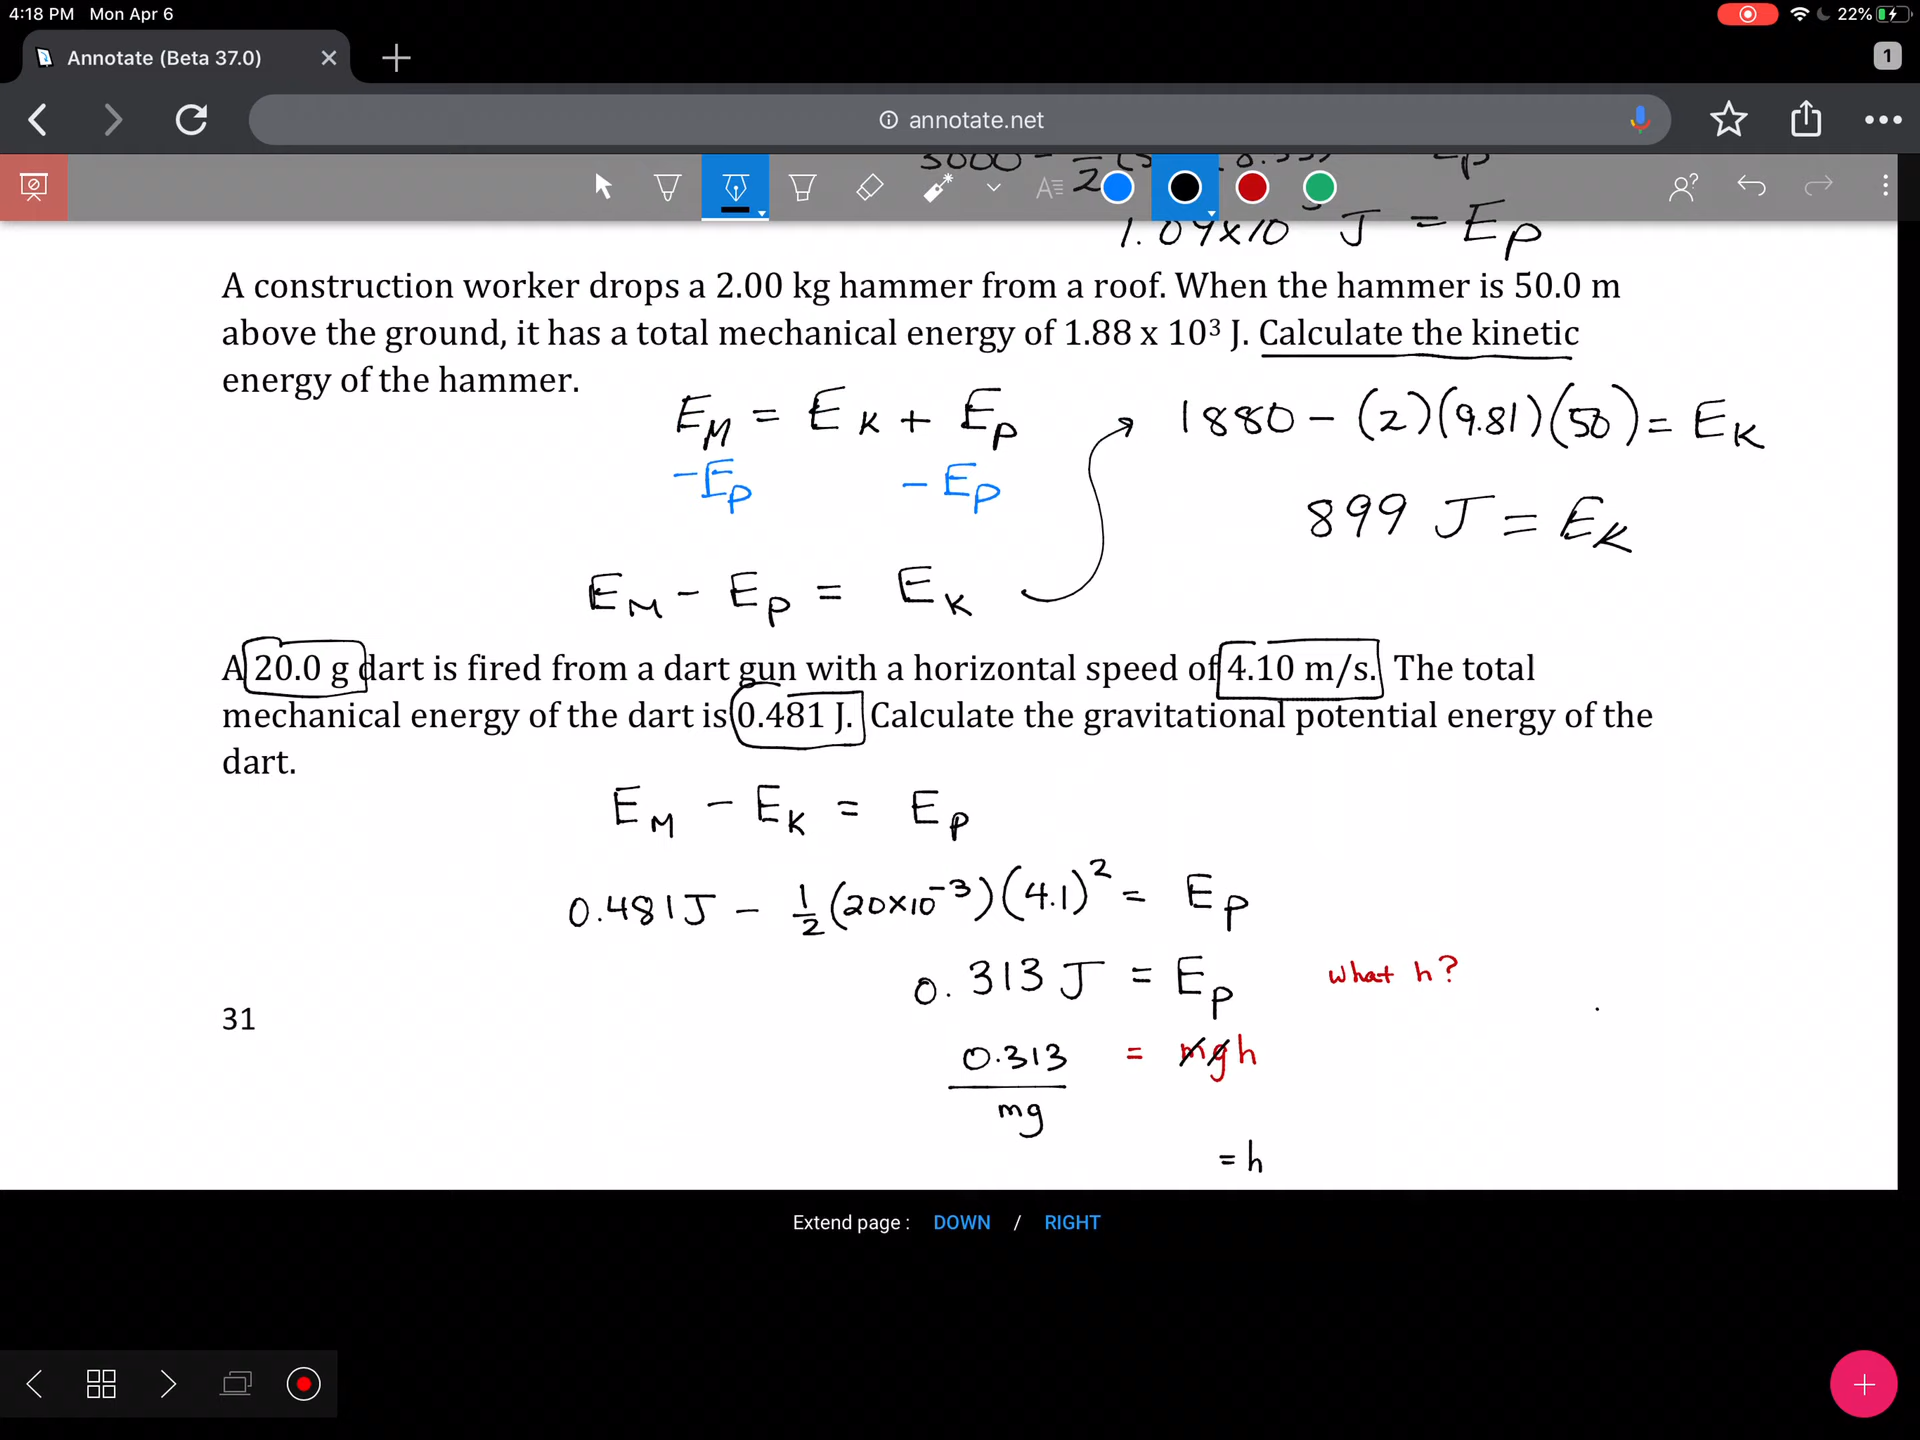 4:18 PM Mon Apr 6
22%
Annotate (Beta 37.0)
1
annotate.net
1.09x10 J = Ep
A construction worker drops a 2.00 kg hammer from a roof. When the hammer is 50.0 m
above the ground, it has a total mechanical energy of 1.88 x 10³ J. Calculate the kinetic
energy of the hammer.
EM = EK + EP
-EP - EP
EM - EP = EK
1880 - (2)(9.81)(50) = EK
899 J = EK
A 20.0 g dart is fired from a dart gun with a horizontal speed of 4.10 m/s. The total
mechanical energy of the dart is 0.481 J. Calculate the gravitational potential energy of the
dart.
EM - EK = EP
0.481J - 1/2 (20x10⁻³)(4.1)² = EP
0.313 J = EP
what h?
31
0.313 = mgh
mg
= h
Extend page : DOWN / RIGHT